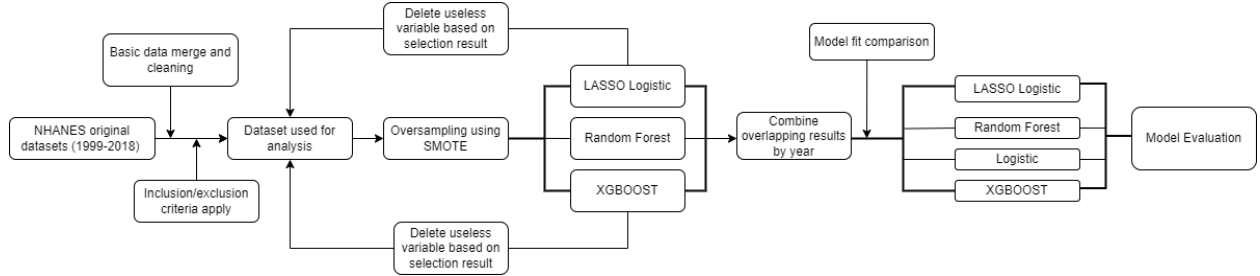 Delete useless
variable based on
selection result
Basic data merge and
cleaning
Model fit comparison
LASSO Logistic
LASSO Logistic
NHANES original
datasets (1999-2018)
Dataset used for
analysis
Oversampling using
SMOTE
Random Forest
Combine
overlapping results
by year
Random Forest
Logistic
Model Evaluation
XGBOOST
XGBOOST
Inclusion/exclusion
criteria apply
Delete useless
variable based on
selection result